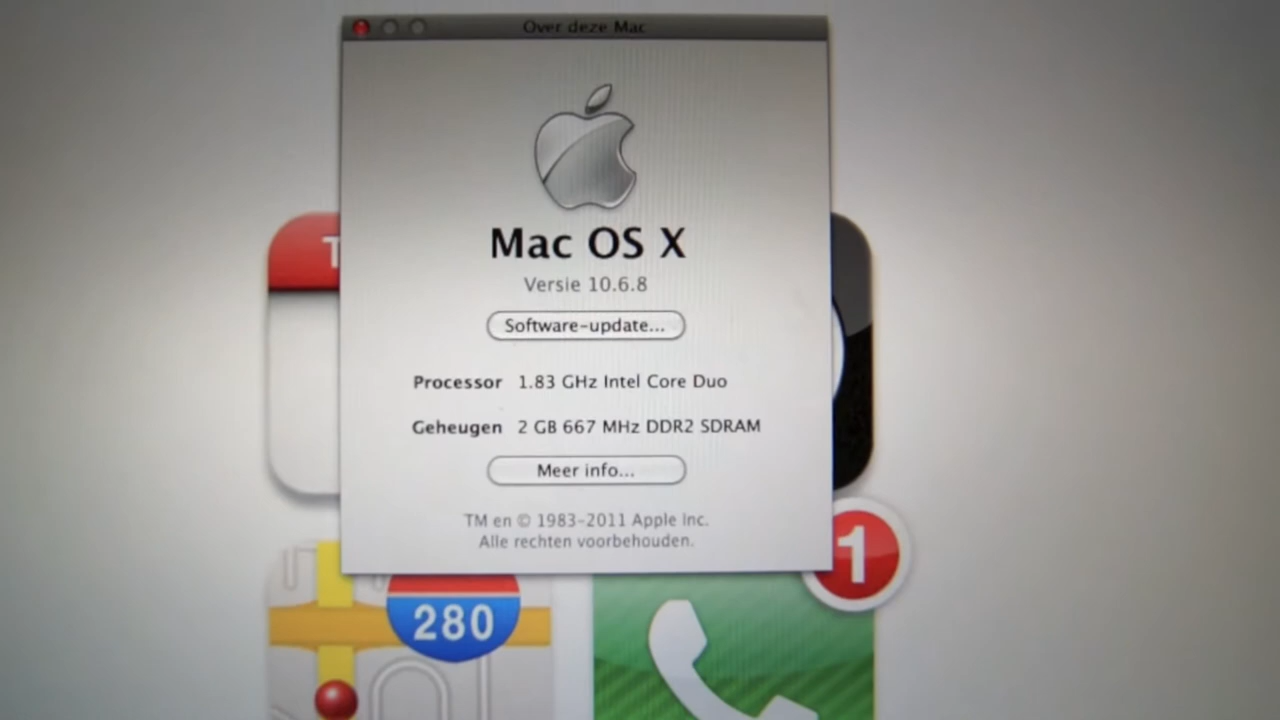 Over deze Mac
T
Mac OS X
Versie 10.6.8
Software-update...
Processor 1.83 GHz Intel Core Duo
Geheugen 2 GB 667 MHz DDR2 SDRAM
Meer info...
TM en © 1983-2011 Apple Inc.
Alle rechten voorbehouden.
1
280